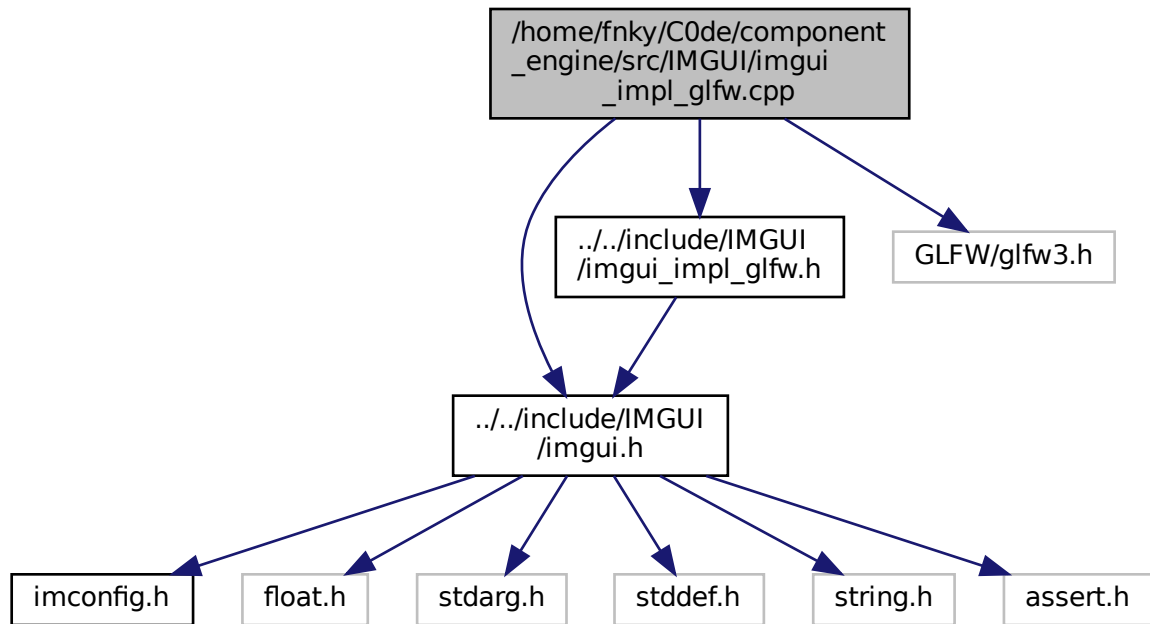 /home/fnky/C0de/component
_engine/src/IMGUI/imgui
_impl_glfw.cpp
../../include/IMGUI
/imgui_impl_glfw.h
GLFW/glfw3.h
../../include/IMGUI
/imgui.h
imconfig.h
float.h
stdarg.h
stddef.h
string.h
assert.h